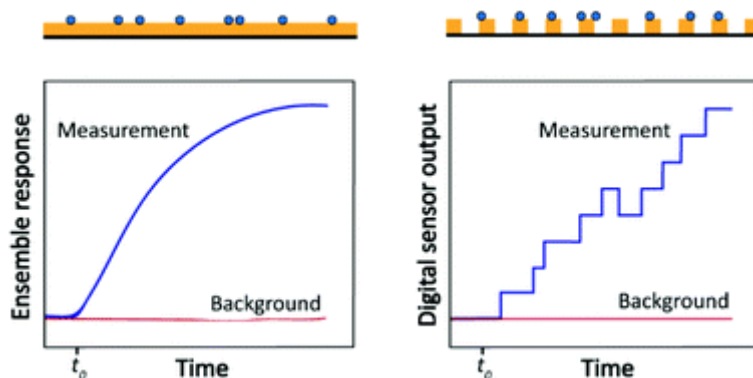 Ensemble response
Measurement
Background
t₀
Time
Digital sensor output
Measurement
Background
t₀
Time